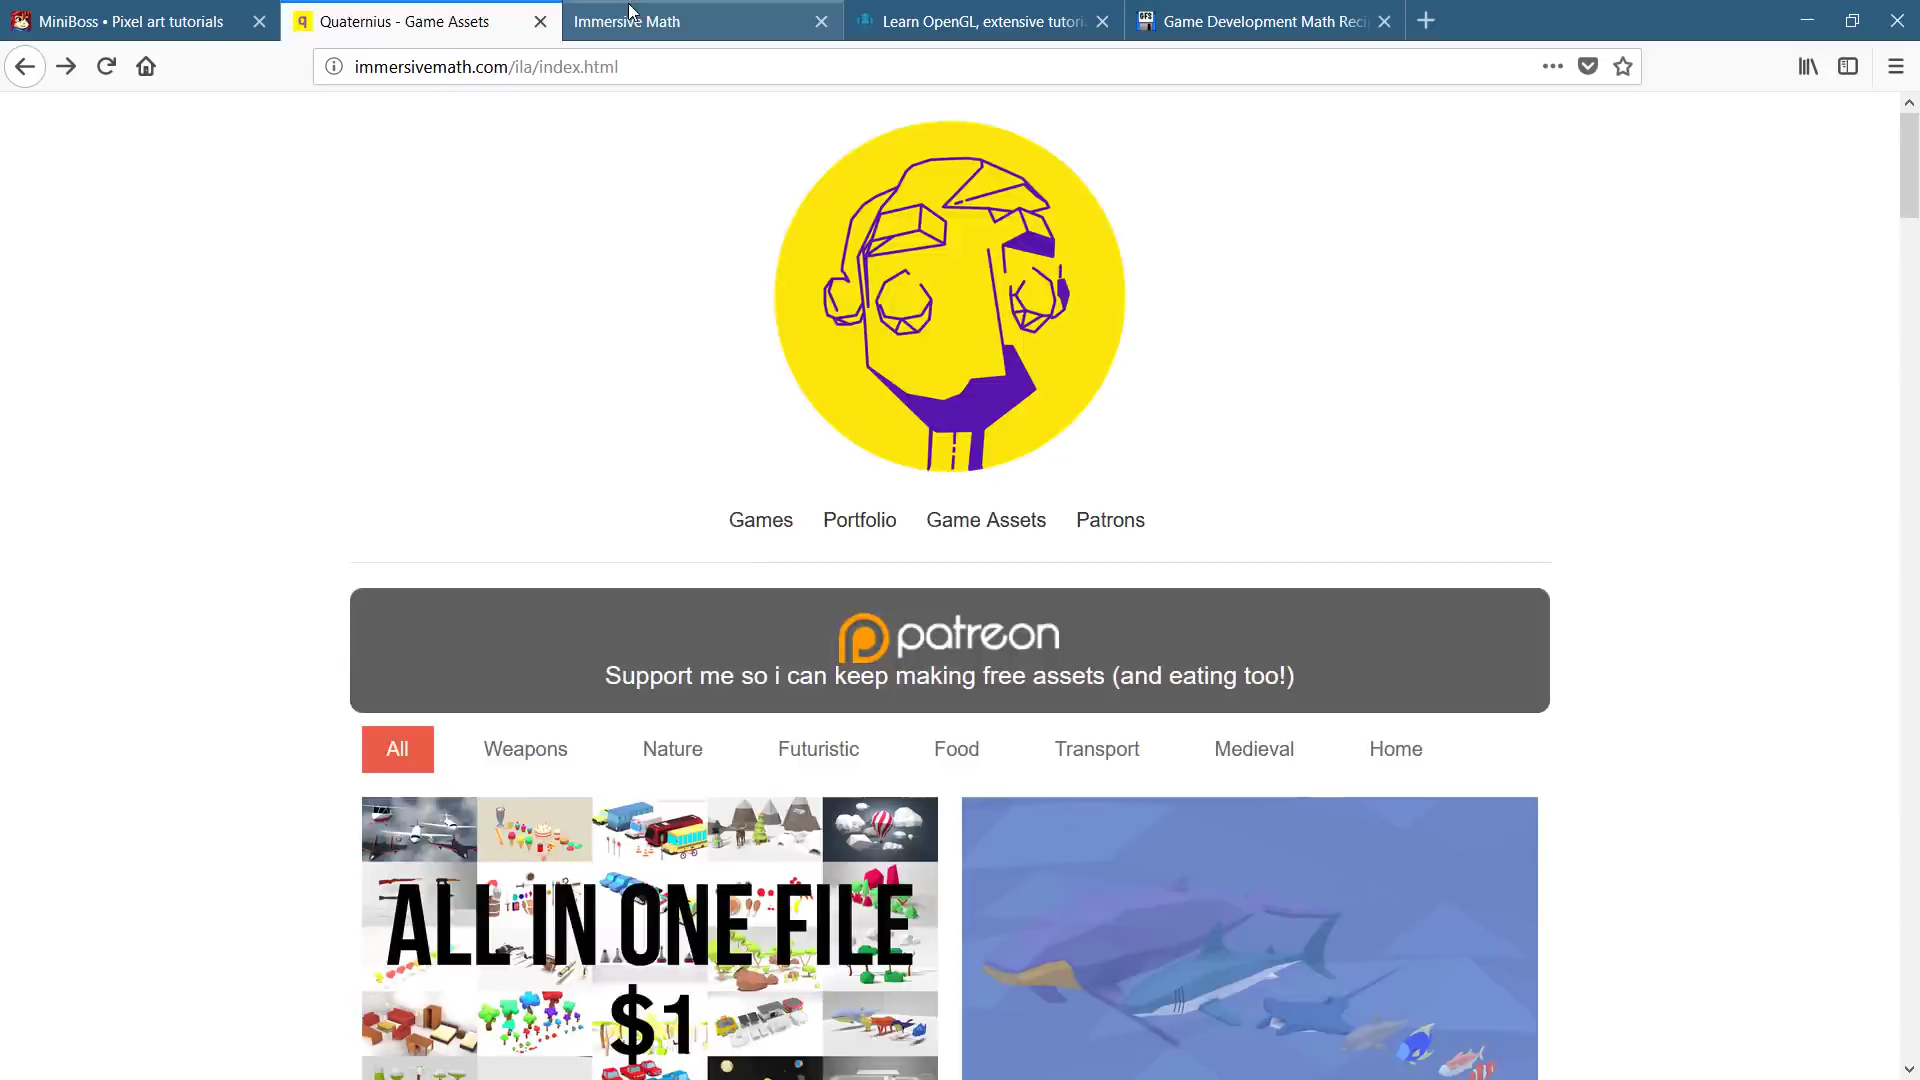 MiniBoss • Pixel art tutorials
Quaternius - Game Assets
Immersive Math
Learn OpenGL, extensive tutori
Game Development Math Reci
immersivemath.com/ila/index.html
Games Portfolio Game Assets Patrons
patreon
Support me so i can keep making free assets (and eating too!)
All Weapons Nature Futuristic Food Transport Medieval Home
ALL IN ONE FILE
$1